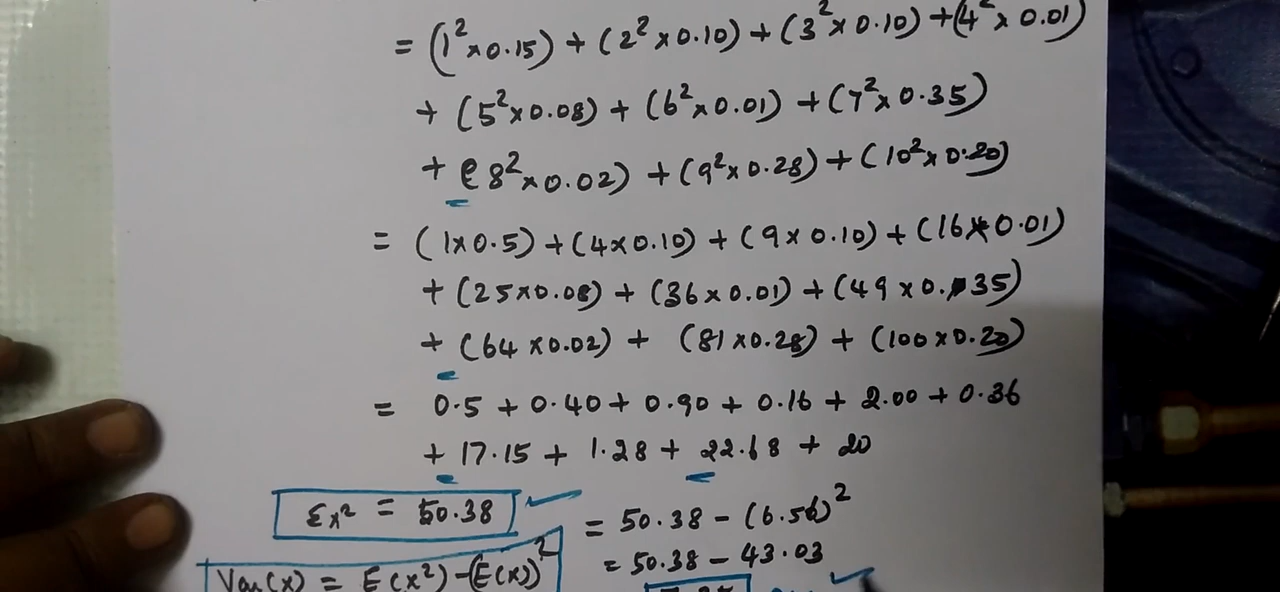 = (1² × 0.15) + (2² × 0.10) + (3² × 0.10) + (4² × 0.01)
+ (5² × 0.08) + (6² × 0.01) + (7² × 0.35)
+ (8² × 0.02) + (9² × 0.28) + (10² × 0.20)
= (1 × 0.5) + (4 × 0.10) + (9 × 0.10) + (16 × 0.01)
+ (25 × 0.08) + (36 × 0.01) + (49 × 0.35)
+ (64 × 0.02) + (81 × 0.28) + (100 × 0.20)
= 0.5 + 0.40 + 0.90 + 0.16 + 2.00 + 0.36
+ 17.15 + 1.28 + 22.68 + 20
Ex² = 50.38
Var(x) = E(x²) - (E(x))²
= 50.38 - (6.56)²
= 50.38 - 43.03